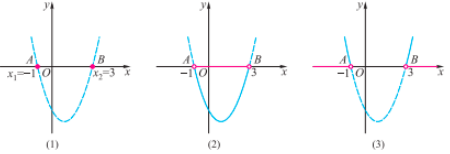 y y y
A B A B A B
x₁=−1 O x₂=3 x −1 O 3 x −1 O 3 x
(1) (2) (3)